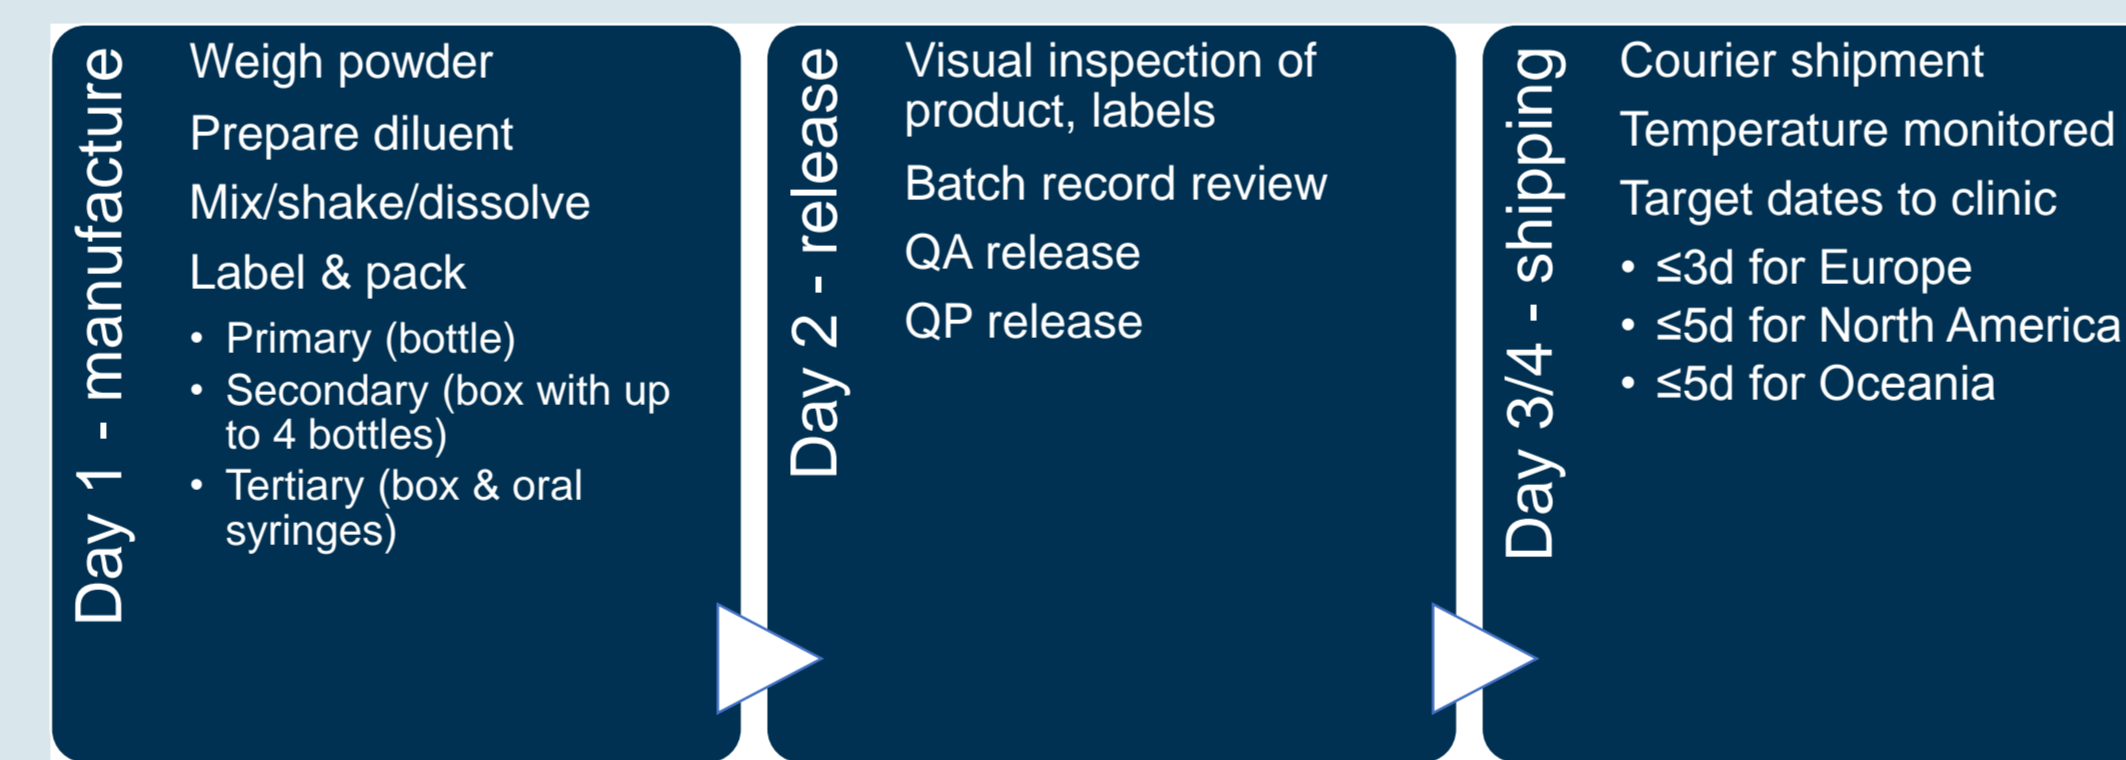 Day 1 - manufacture
Weigh powder
Prepare diluent
Mix/shake/dissolve
Label & pack
• Primary (bottle)
• Secondary (box with up
to 4 bottles)
• Tertiary (box & oral
syringes)
Day 2 - release
Visual inspection of
product, labels
Batch record review
QA release
QP release
Day 3/4 - shipping
Courier shipment
Temperature monitored
Target dates to clinic
• ≤3d for Europe
• ≤5d for North America
• ≤5d for Oceania